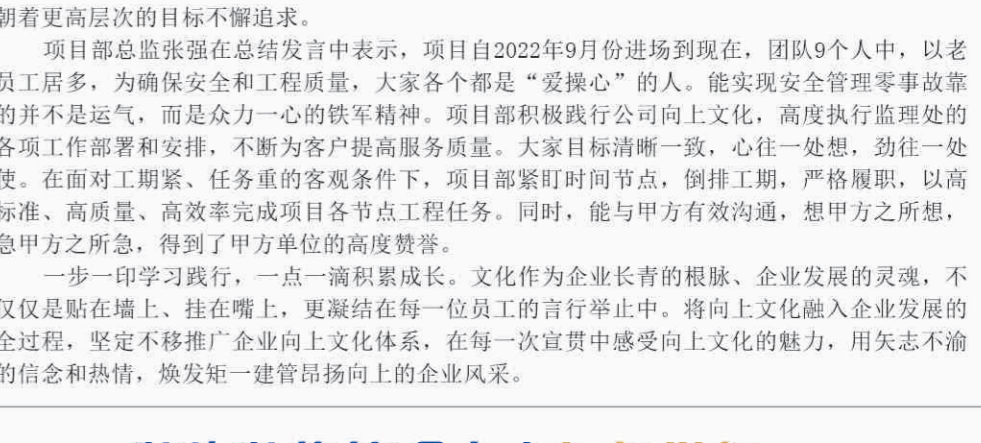 朝着更高层次的目标不懈追求。
项目部总监张强在总结发言中表示，项目自2022年9月份进场到现在，团队9个人中，以老
员工居多，为确保安全和工程质量，大家各个都是“爱操心”的人。能实现安全管理零事故靠
的并不是运气，而是众力一心的铁军精神。项目部积极践行公司向上文化，高度执行监理处的
各项工作部署和安排，不断为客户提高服务质量。大家目标清晰一致，心往一处想，劲往一处
使。在面对工期紧、任务重的客观条件下，项目部紧盯时间节点，倒排工期，严格履职，以高
标准、高质量、高效率完成项目各节点工程任务。同时，能与甲方有效沟通，想甲方之所想，
急甲方之所急，得到了甲方单位的高度赞誉。
一步一印学习践行，一点一滴积累成长。文化作为企业长青的根脉、企业发展的灵魂，不
仅仅是贴在墙上、挂在嘴上，更凝结在每一位员工的言行举止中。将向上文化融入企业发展的
全过程，坚定不移推广企业向上文化体系，在每一次宣贯中感受向上文化的魅力，用矢志不渝
的信念和热情，焕发矩一建管昂扬向上的企业风采。